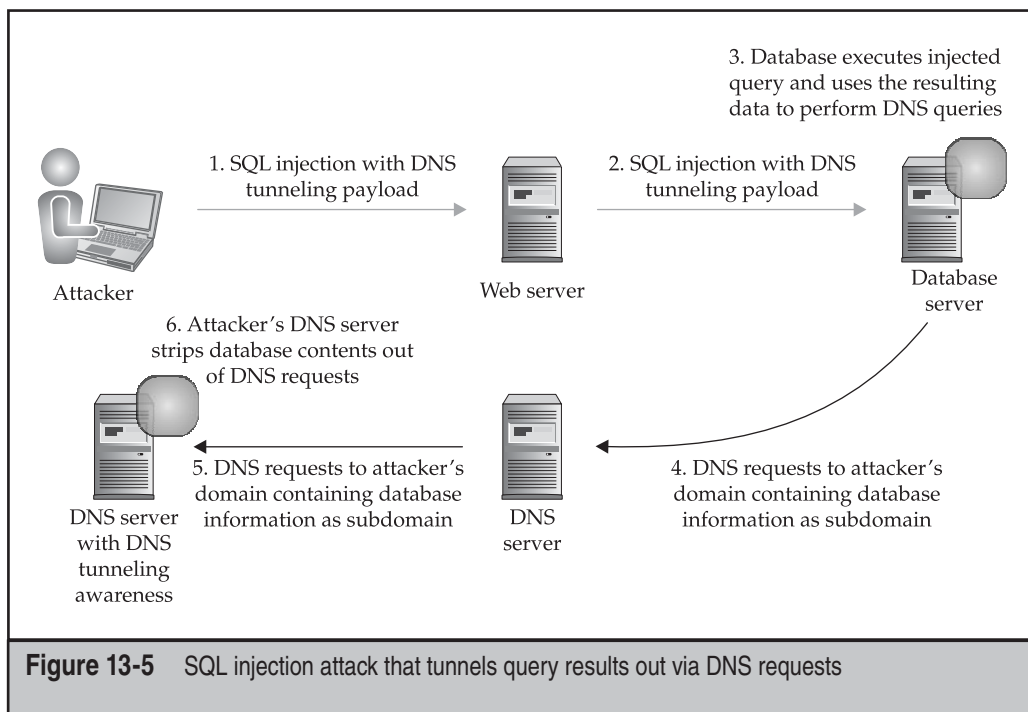 3. Database executes injected
query and uses the resulting
data to perform DNS queries
1. SQL injection with DNS
tunneling payload
2. SQL injection with DNS
tunneling payload
Attacker
Web server
Database
server
6. Attacker’s DNS server
strips database contents out
of DNS requests
5. DNS requests to attacker’s
domain containing database
information as subdomain
4. DNS requests to attacker’s
domain containing database
information as subdomain
DNS server
with DNS
tunneling
awareness
DNS
server
Figure 13-5 SQL injection attack that tunnels query results out via DNS requests